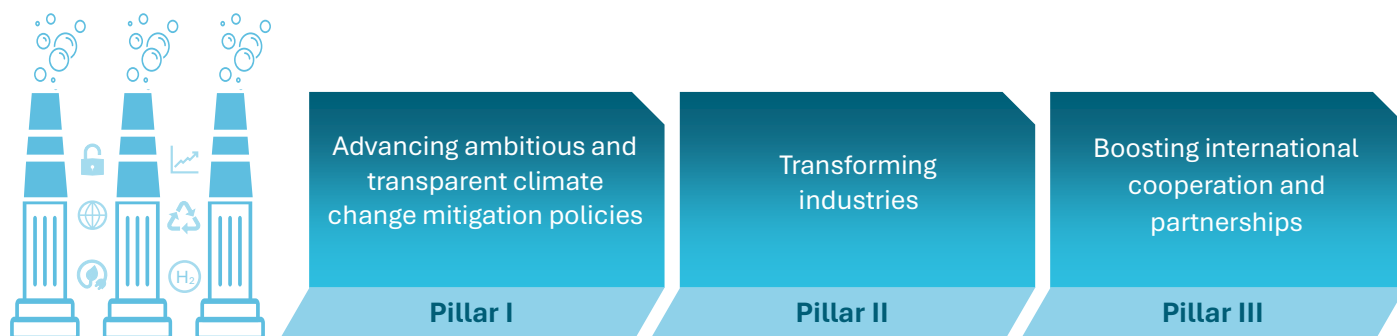 Advancing ambitious and
transparent climate
change mitigation policies
Pillar I
Transforming
industries
Pillar II
Boosting international
cooperation and
partnerships
Pillar III
H₂